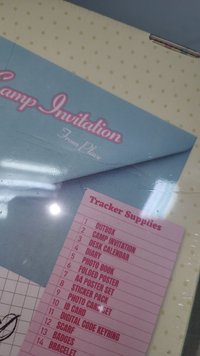 Camp Invitation
From Place
Tracker Supplies
1 OUTBOX
2 CAMP INVITATION
3 DESK CALENDAR
4 DIARY
5 PHOTO BOOK
6 FOLDED POSTER
7 A4 POSTER SET
8 STICKER PACK
9 PHOTO CARD SET
10 ID CARD
11 DIGITAL CODE KEYRING
12 SCARF
13 BADGES
14 BRACELET